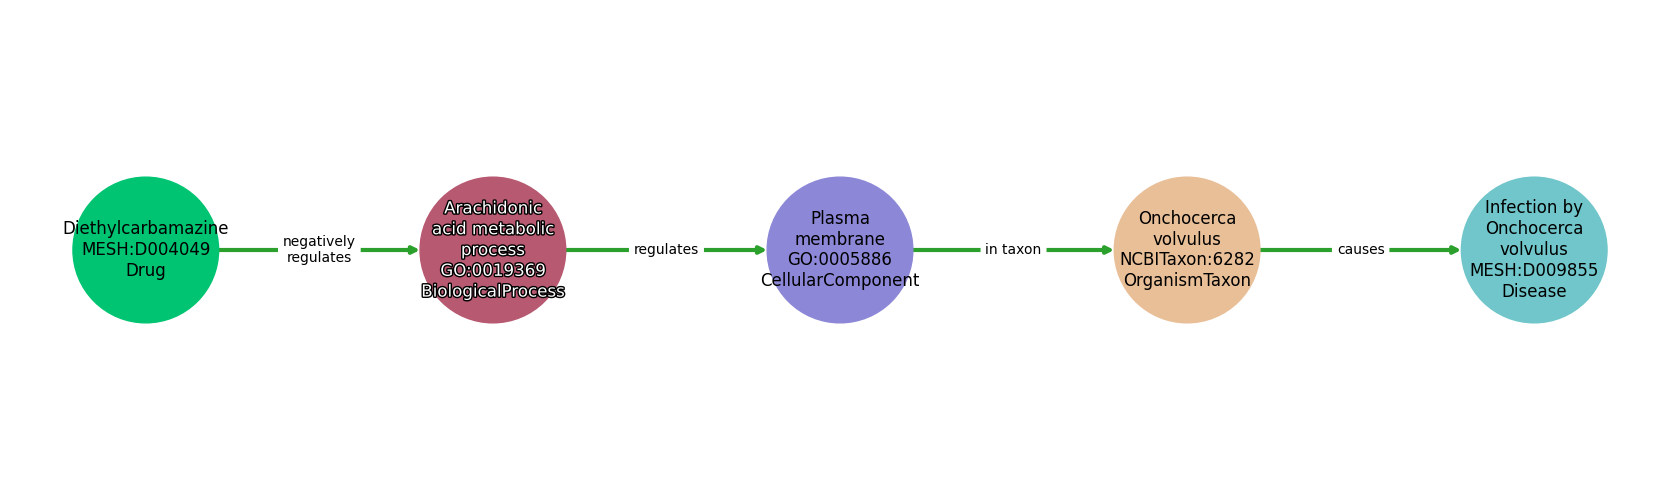 Diethylcarbamazine
MESH:D004049
Drug
negatively
regulates
Arachidonic
acid metabolic
process
GO:0019369
BiologicalProcess
regulates
Plasma
membrane
GO:0005886
CellularComponent
in taxon
Onchocerca
volvulus
NCBITaxon:6282
OrganismTaxon
causes
Infection by
Onchocerca
volvulus
MESH:D009855
Disease